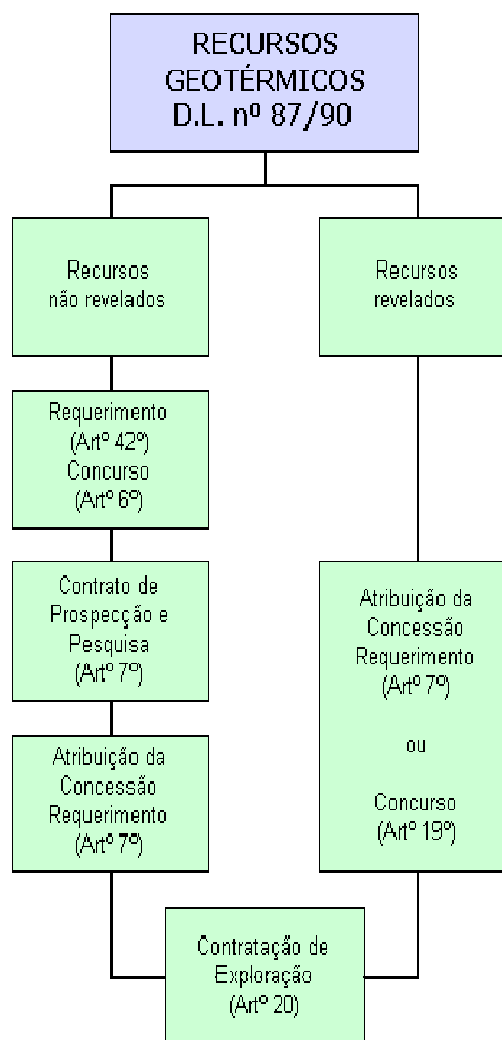 RECURSOS
GEOTÉRMICOS
D.L. nº 87/90
Recursos
não revelados
Recursos
revelados
Requerimento
(Artº 42º)
Concurso
(Artº 6º)
Contrato de
Prospecção e
Pesquisa
(Artº 7º)
Atribuição da
Concessão
Requerimento
(Artº 7º)
Atribuição da
Concessão
Requerimento
(Artº 7º)
ou
Concurso
(Artº 19º)
Contratação de
Exploração
(Artº 20)